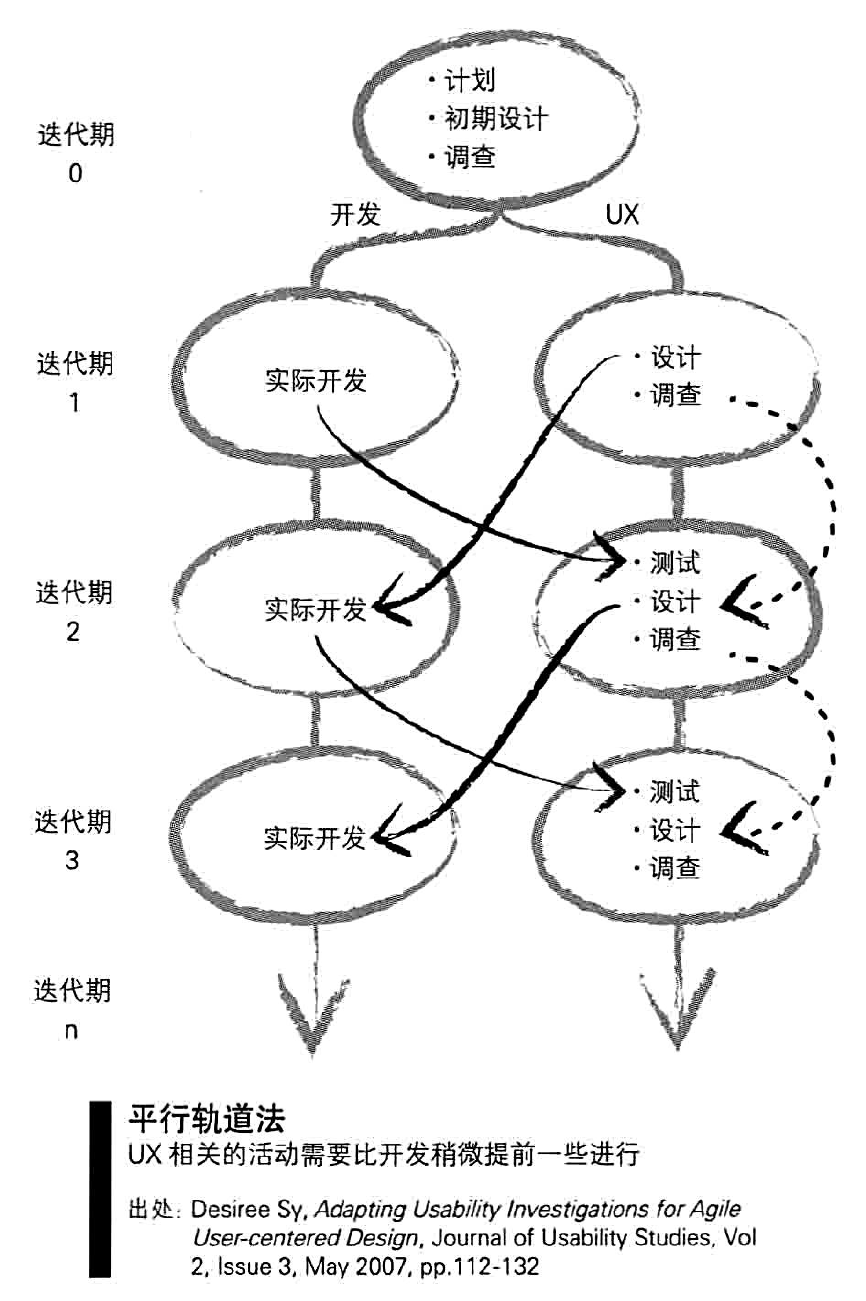 · 计划
· 初期设计
· 调查
迭代期
0
开发
UX
迭代期
1
实际开发
· 设计
· 调查
迭代期
2
实际开发
· 测试
· 设计
· 调查
迭代期
3
实际开发
· 测试
· 设计
· 调查
迭代期
n
平行轨道法
UX 相关的活动需要比开发稍微提前一些进行
出处: Desiree Sy, Adapting Usability Investigations for Agile
User-centered Design, Journal of Usability Studies, Vol
2, Issue 3, May 2007, pp.112-132